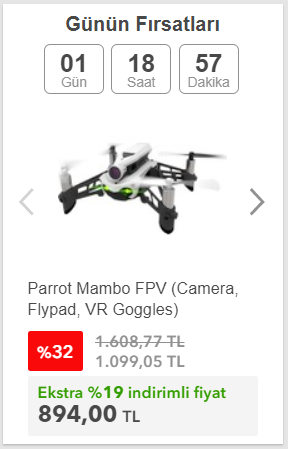 Günün Fırsatları
01 18 57
Gün Saat Dakika
Parrot Mambo FPV (Camera,
Flypad, VR Goggles)
%32
1.608,77 TL
1.099,05 TL
Ekstra %19 indirimli fiyat
894,00 TL